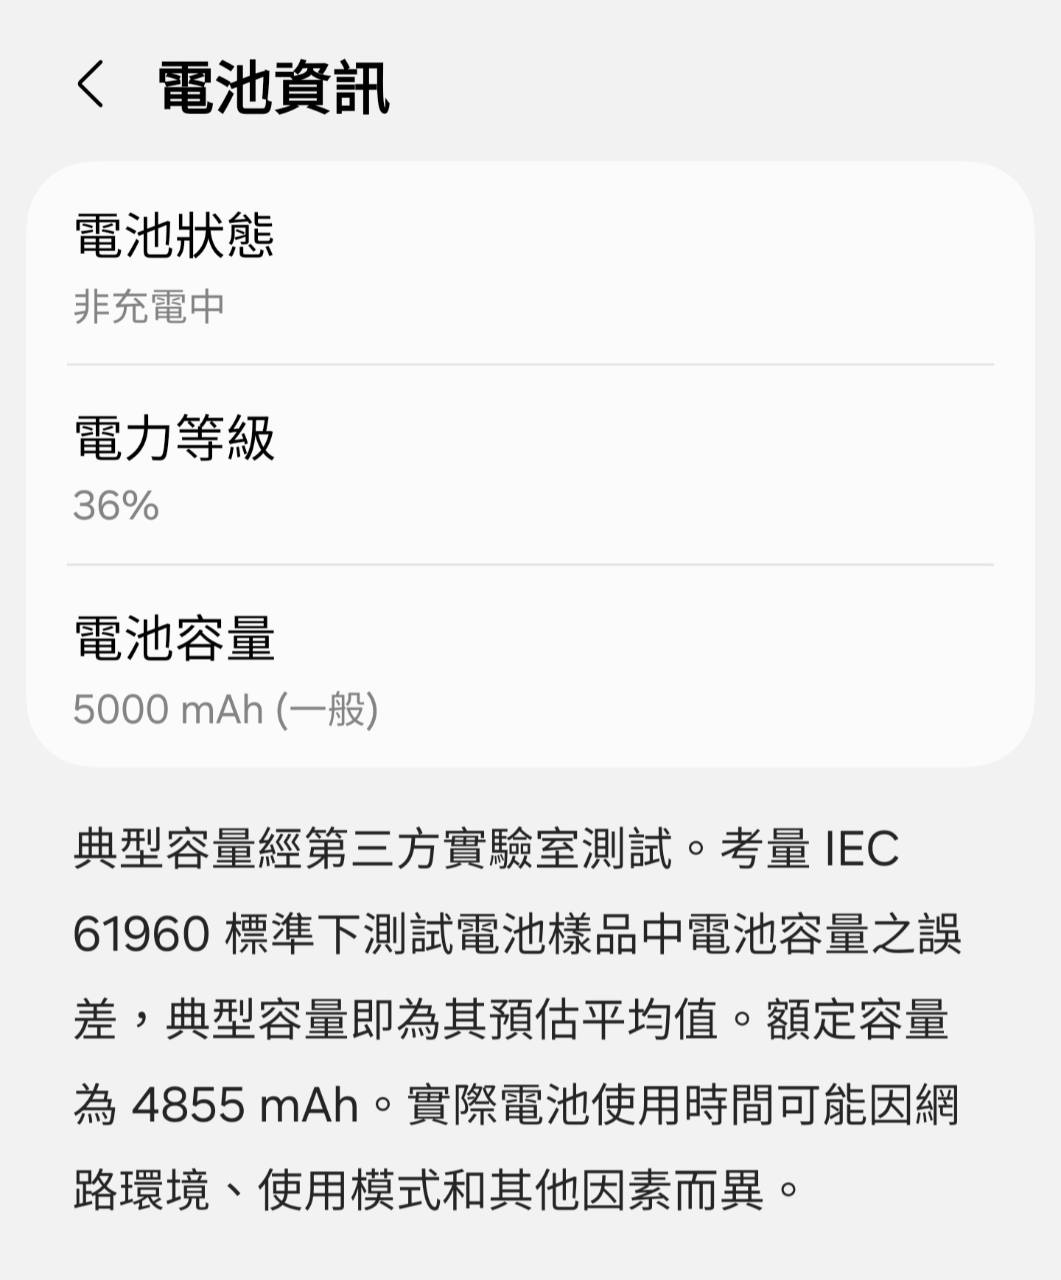 電池資訊
電池狀態
非充電中
電力等級
36%
電池容量
5000 mAh (一般)
典型容量經第三方實驗室測試。考量 IEC
61960 標準下測試電池樣品中電池容量之誤
差，典型容量即為其預估平均值。額定容量
為 4855 mAh。實際電池使用時間可能因網
路環境、使用模式和其他因素而異。